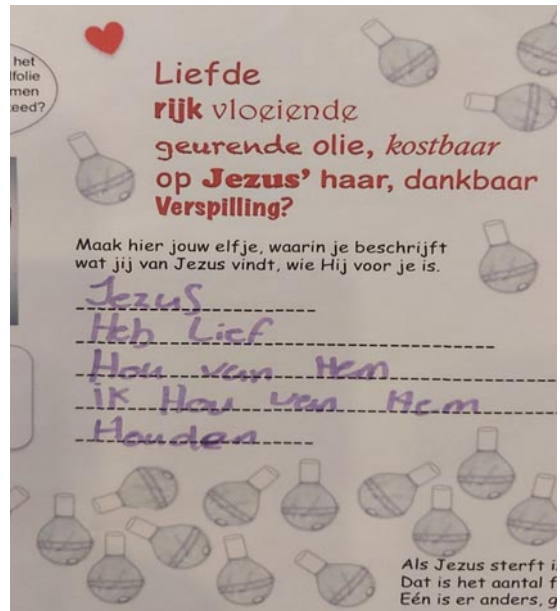 het
folie
men
eed?
Liefde
rijk vloeiende
geurende olie, kostbaar
op Jezus' haar, dankbaar
Verspilling?
Maak hier jouw elfje, waarin je beschrijft
wat jij van Jezus vindt, wie Hij voor je is.
Jezus
Heb Lief
Hou van Hem
ik Hou van Hem
Houden
Als Jezus sterft i
Dat is het aantal f
Eén is er anders, g